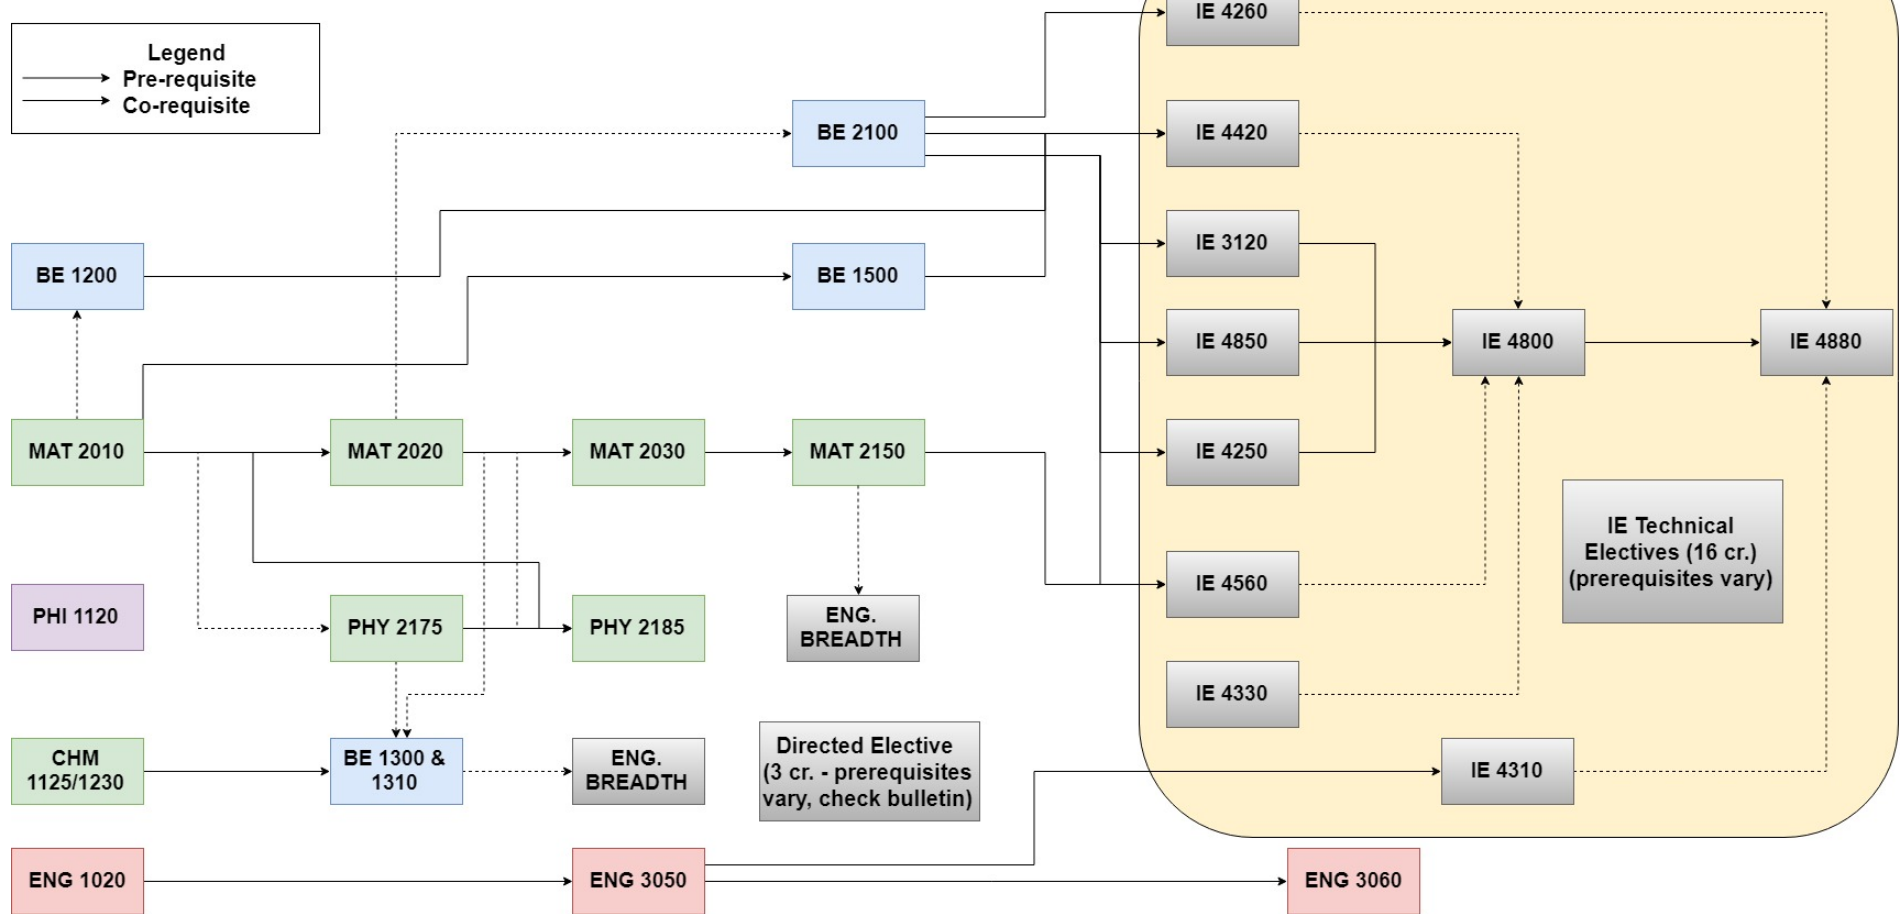 IE 4260
Legend
Pre-requisite
Co-requisite
BE 2100
IE 4420
IE 3120
BE 1200
BE 1500
IE 4850
IE 4800
IE 4880
MAT 2010
MAT 2020
MAT 2030
MAT 2150
IE 4250
IE Technical
Electives (16 cr.)
(prerequisites vary)
IE 4560
PHI 1120
PHY 2175
PHY 2185
ENG.
BREADTH
IE 4330
CHM
1125/1230
BE 1300 &
1310
ENG.
BREADTH
Directed Elective
(3 cr. - prerequisites
vary, check bulletin)
IE 4310
ENG 1020
ENG 3050
ENG 3060